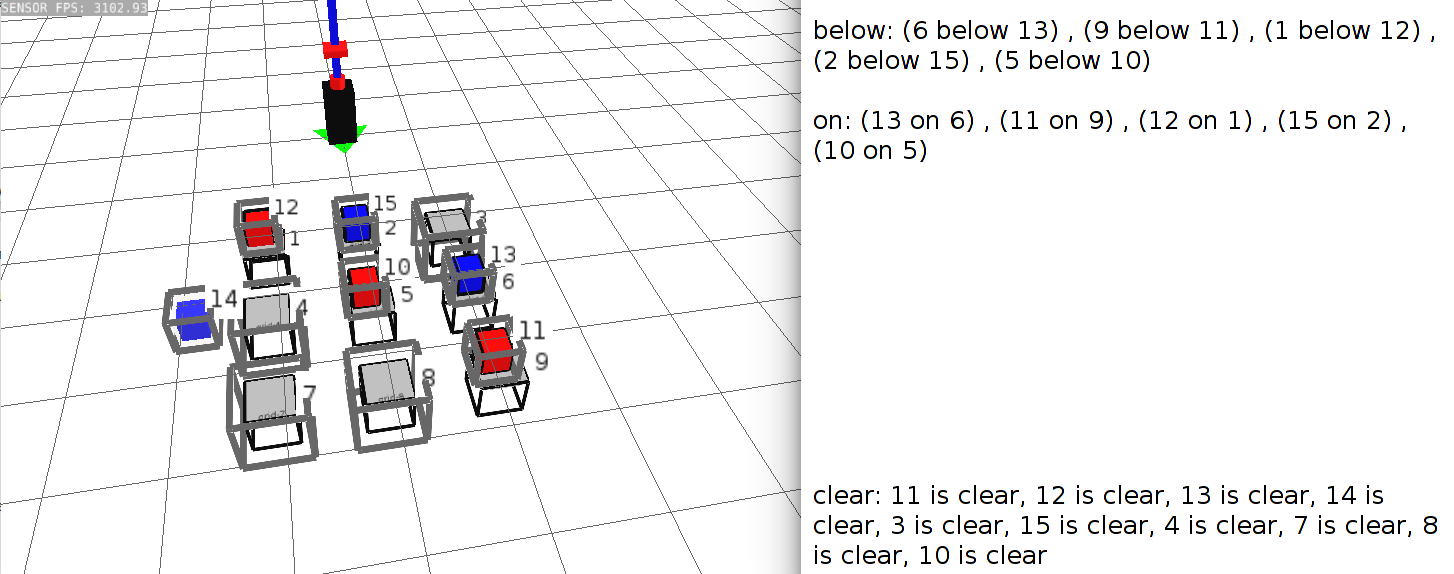 SENSOR FPS: 3102.93
below: (6 below 13) , (9 below 11) , (1 below 12) ,
(2 below 15) , (5 below 10)
on: (13 on 6) , (11 on 9) , (12 on 1) , (15 on 2) ,
(10 on 5)
12
15
3
1
2
13
10
6
14
4
5
11
9
7
8
clear: 11 is clear, 12 is clear, 13 is clear, 14 is
clear, 3 is clear, 15 is clear, 4 is clear, 7 is clear, 8
is clear, 10 is clear